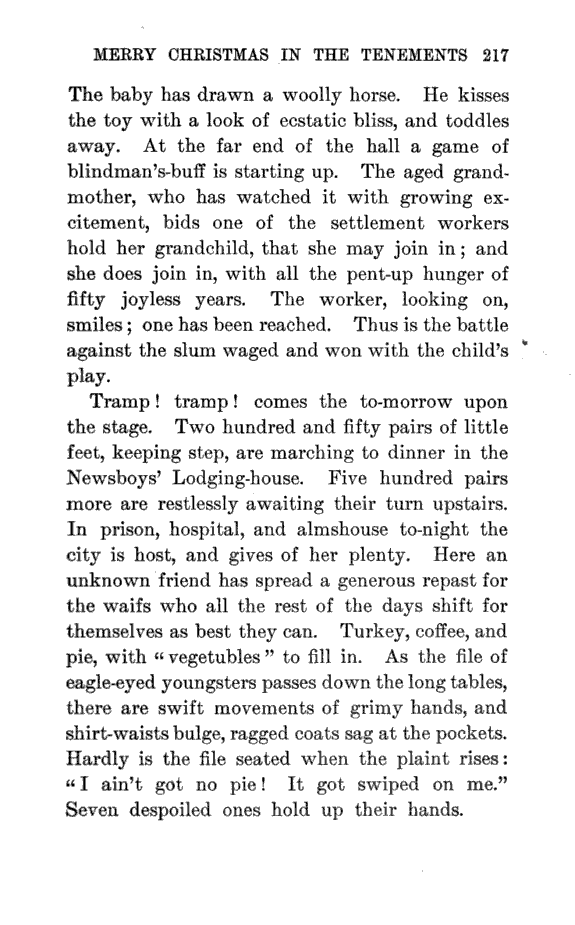 MERRY CHRISTMAS IN THE TENEMENTS 217
The baby has drawn a woolly horse. He kisses
the toy with a look of ecstatic bliss, and toddles
away. At the far end of the hall a game of
blindman's-buff is starting up. The aged grand-
mother, who has watched it with growing ex-
citement, bids one of the settlement workers
hold her grandchild, that she may join in; and
she does join in, with all the pent-up hunger of
fifty joyless years. The worker, looking on,
smiles; one has been reached. Thus is the battle
against the slum waged and won with the child's
play.
Tramp! tramp! comes the to-morrow upon
the stage. Two hundred and fifty pairs of little
feet, keeping step, are marching to dinner in the
Newsboys' Lodging-house. Five hundred pairs
more are restlessly awaiting their turn upstairs.
In prison, hospital, and almshouse to-night the
city is host, and gives of her plenty. Here an
unknown friend has spread a generous repast for
the waifs who all the rest of the days shift for
themselves as best they can. Turkey, coffee, and
pie, with "vegetubles" to fill in. As the file of
eagle-eyed youngsters passes down the long tables,
there are swift movements of grimy hands, and
shirt-waists bulge, ragged coats sag at the pockets.
Hardly is the file seated when the plaint rises:
"I ain't got no pie! It got swiped on me."
Seven despoiled ones hold up their hands.